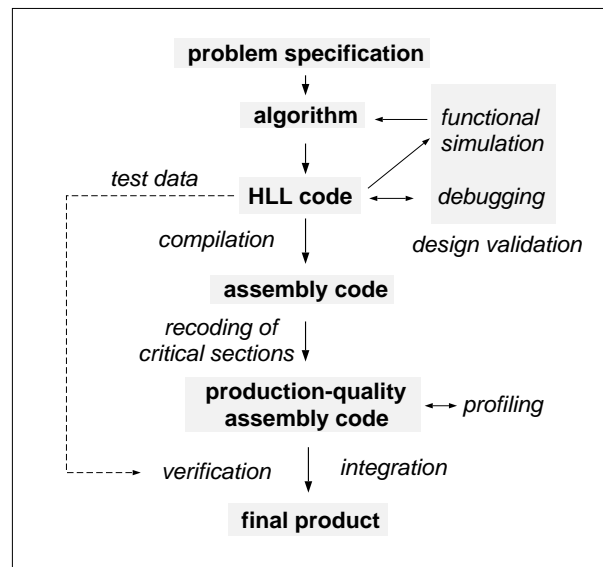 problem specification
algorithm
functional
simulation
test data
HLL code
debugging
compilation
design validation
assembly code
recoding of
critical sections
production-quality
assembly code
profiling
verification
integration
final product